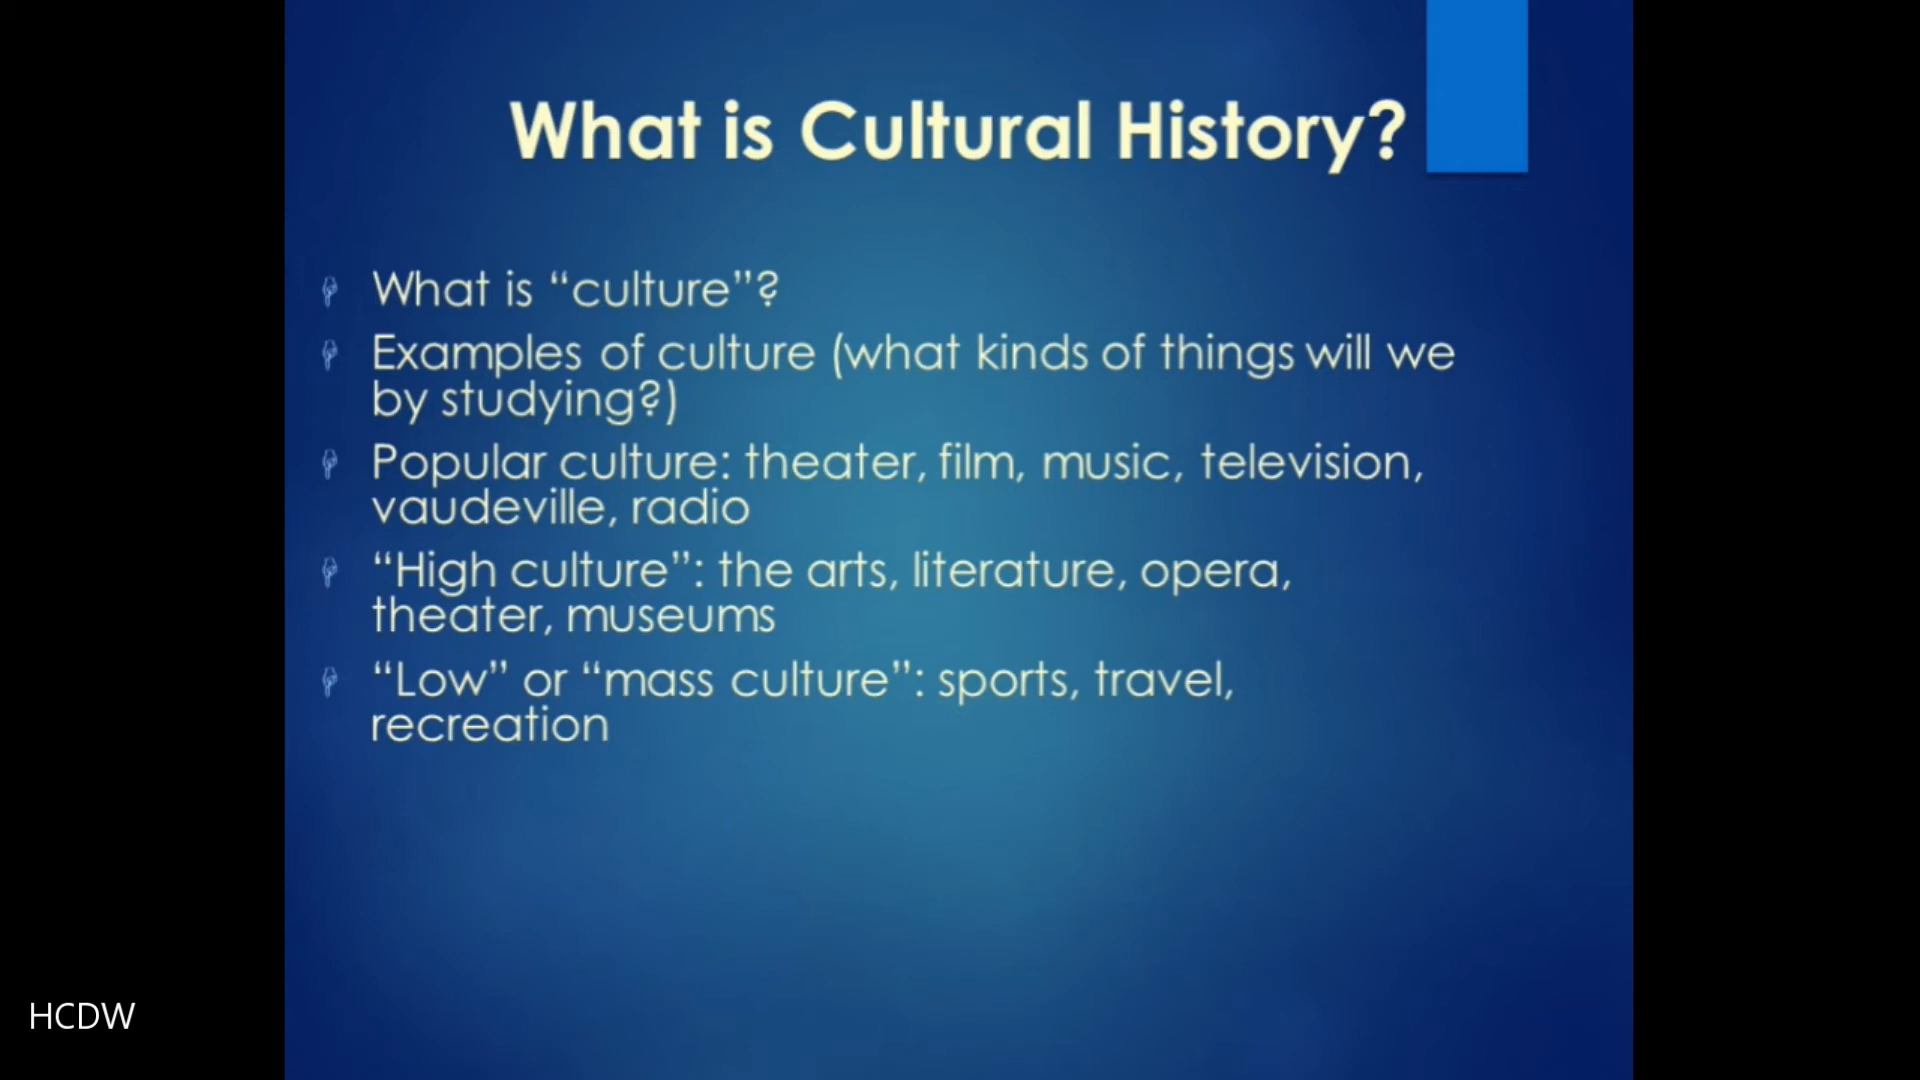 What is Cultural History?
What is “culture”?
Examples of culture (what kinds of things will we
by studying?)
Popular culture: theater, film, music, television,
vaudeville, radio
“High culture”: the arts, literature, opera,
theater, museums
“Low” or “mass culture”: sports, travel,
recreation
HCDW